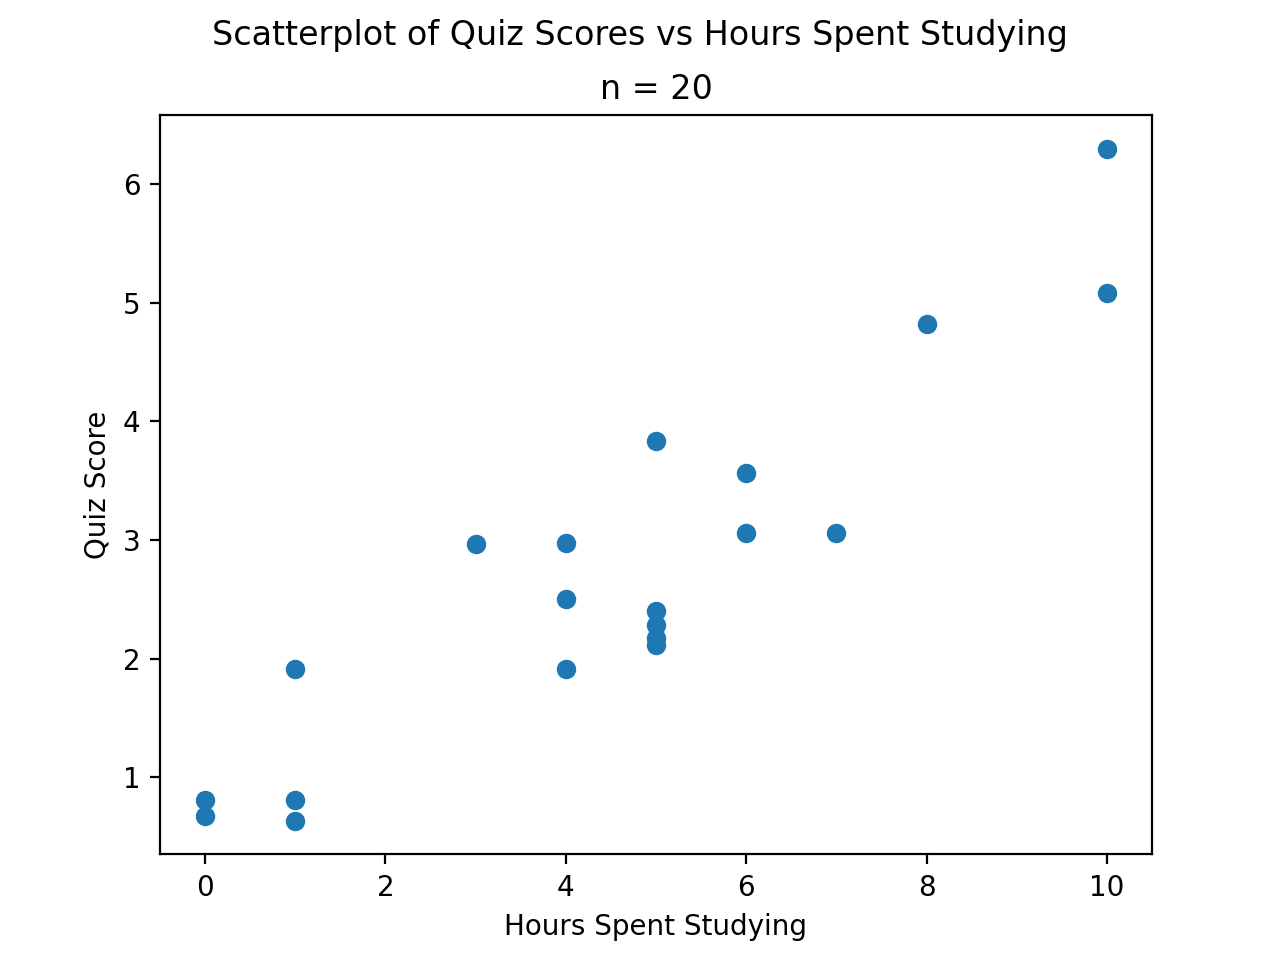 Scatterplot of Quiz Scores vs Hours Spent Studying
n = 20
6
5
4
3
2
1
Quiz Score
0 2 4 6 8 10
Hours Spent Studying